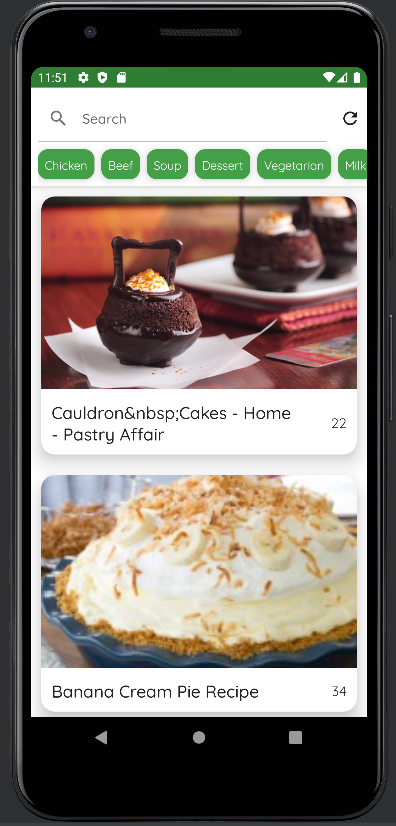 11:51
Search
Chicken
Beef
Soup
Dessert
Vegetarian
Milk
Cauldron&nbsp;Cakes - Home
- Pastry Affair
22
Banana Cream Pie Recipe
34